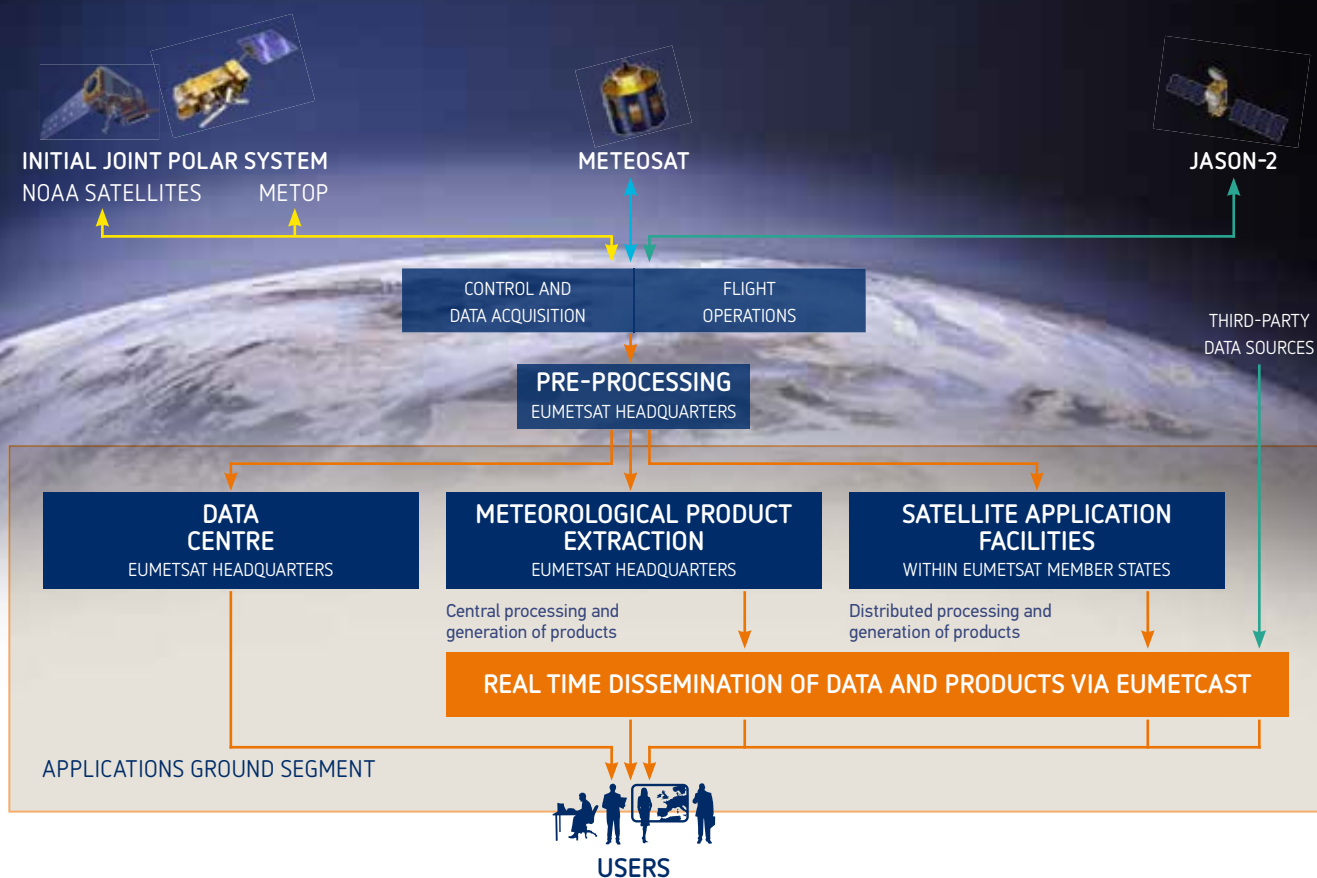 INITIAL JOINT POLAR SYSTEM
NOAA SATELLITES
METOP
METEOSAT
JASON-2
CONTROL AND
DATA ACQUISITION
FLIGHT
OPERATIONS
THIRD-PARTY
DATA SOURCES
PRE-PROCESSING
EUMETSAT HEADQUARTERS
DATA
CENTRE
EUMETSAT HEADQUARTERS
METEOROLOGICAL PRODUCT
EXTRACTION
EUMETSAT HEADQUARTERS
SATELLITE APPLICATION
FACILITIES
WITHIN EUMETSAT MEMBER STATES
Central processing and
generation of products
Distributed processing and
generation of products
REAL TIME DISSEMINATION OF DATA AND PRODUCTS VIA EUMETCAST
APPLICATIONS GROUND SEGMENT
USERS